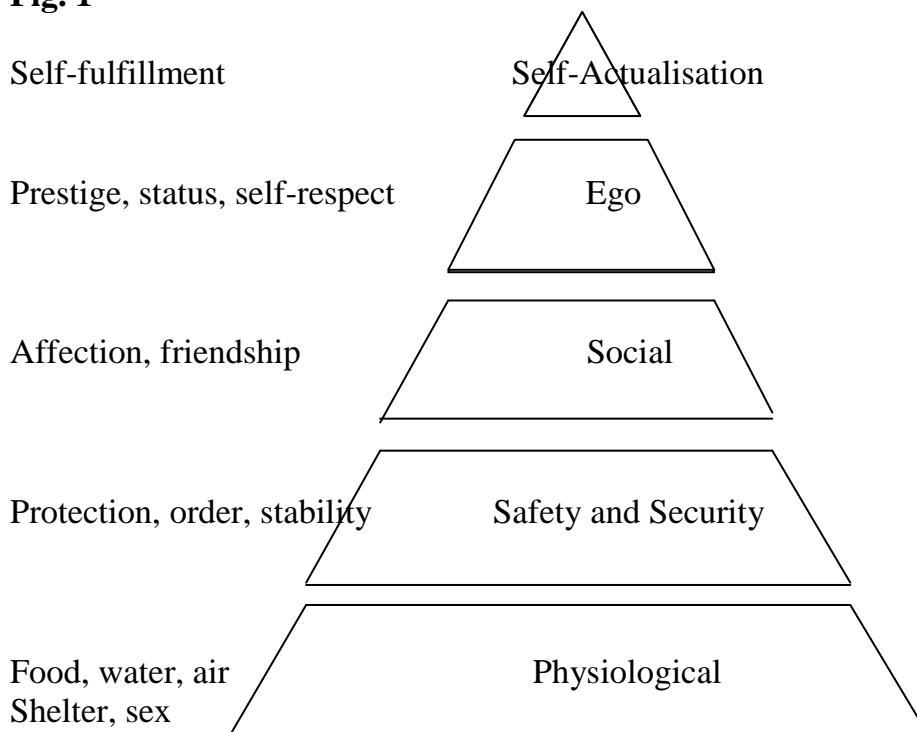 Fig. 1
Self-fulfillment Self-Actualisation
Prestige, status, self-respect Ego
Affection, friendship Social
Protection, order, stability Safety and Security
Food, water, air Physiological
Shelter, sex